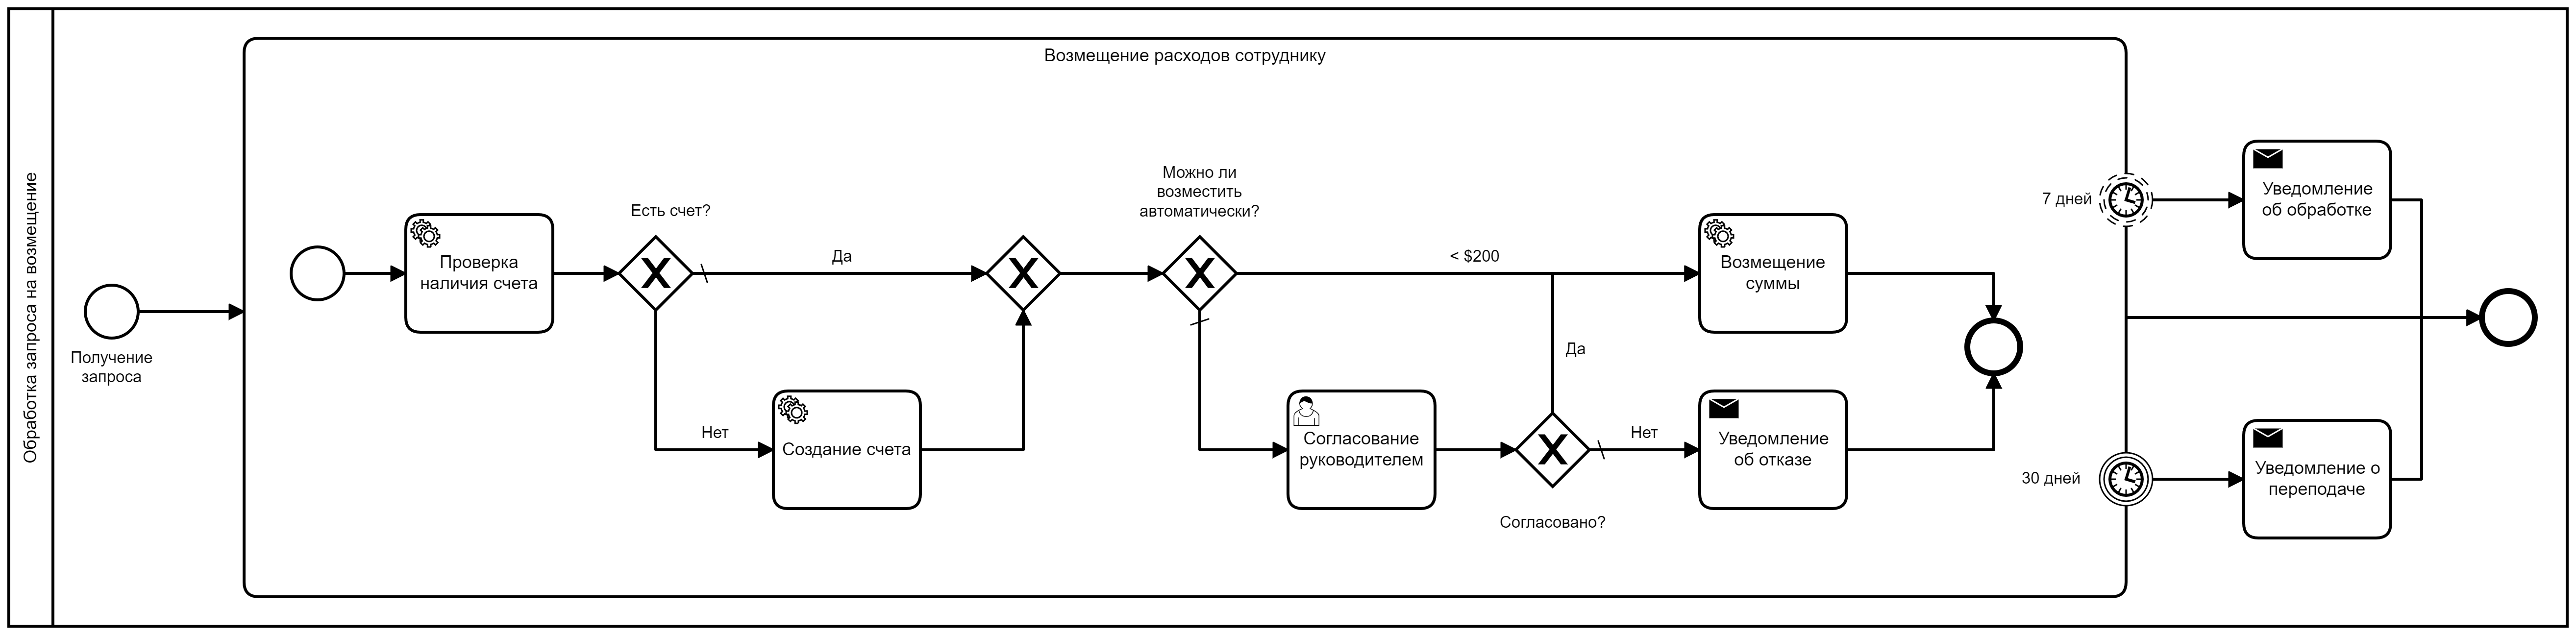 Обработка запроса на возмещение
Получение
запроса
Возмещение расходов сотруднику
Проверка
наличия счета
Есть счет?
Да
Нет
Создание счета
Можно ли
возместить
автоматически?
< $200
Согласование
руководителем
Согласовано?
Да
Нет
Возмещение
суммы
Уведомление
об отказе
7 дней
Уведомление
об обработке
30 дней
Уведомление о
переподаче